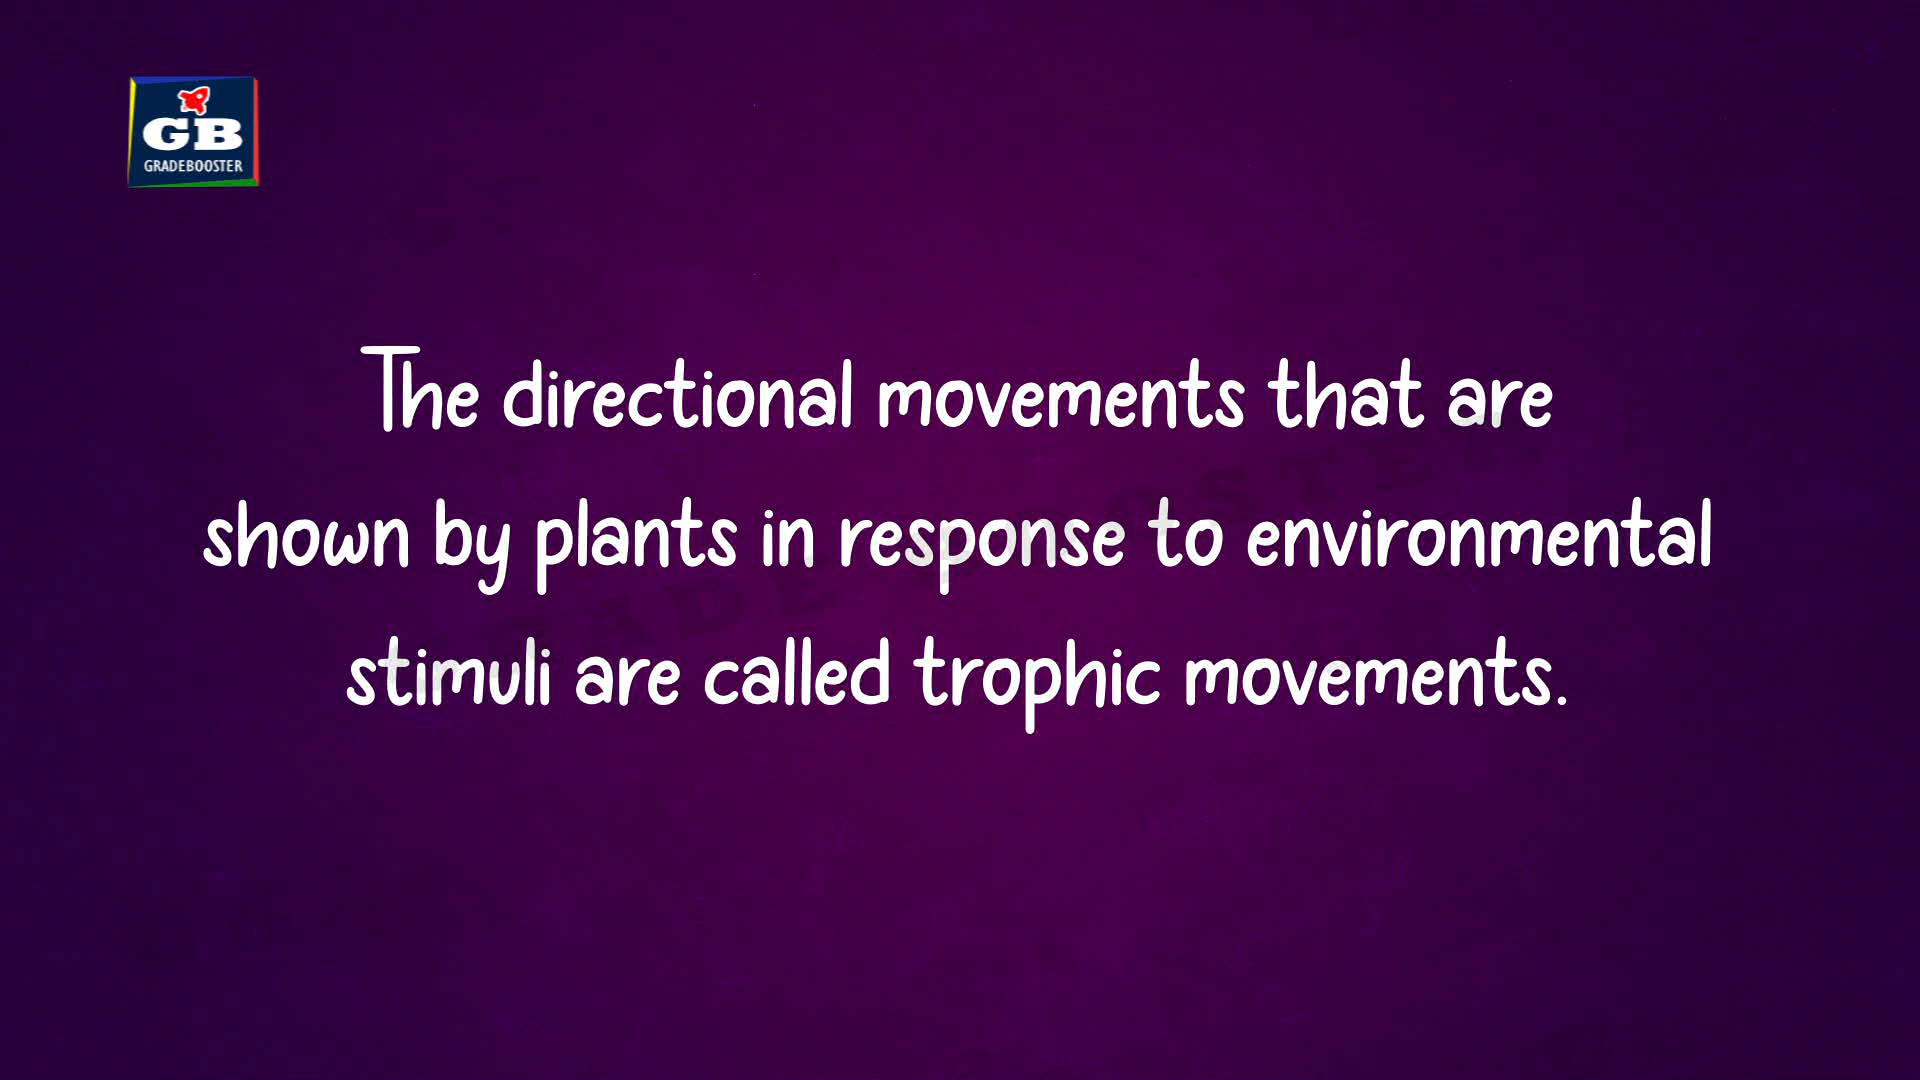 GB
GRADEBOOSTER
The directional movements that are
shown by plants in response to environmental
stimuli are called trophic movements.